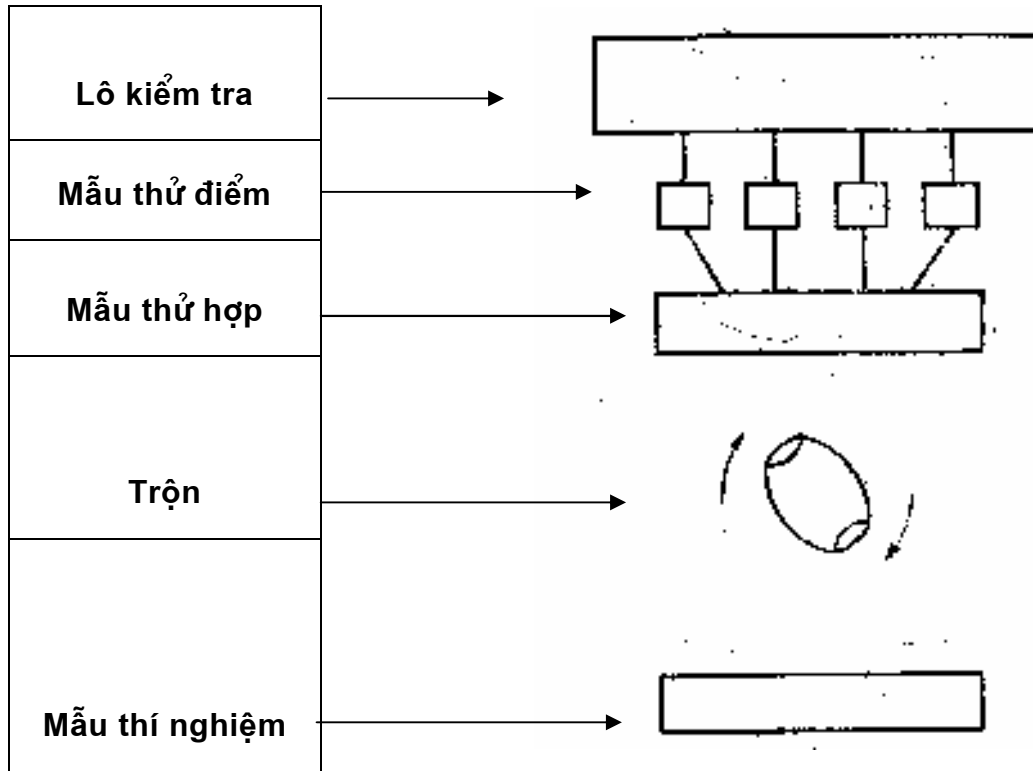 Lô kiểm tra
Mẫu thử điểm
Mẫu thử hợp
Trộn
Mẫu thí nghiệm